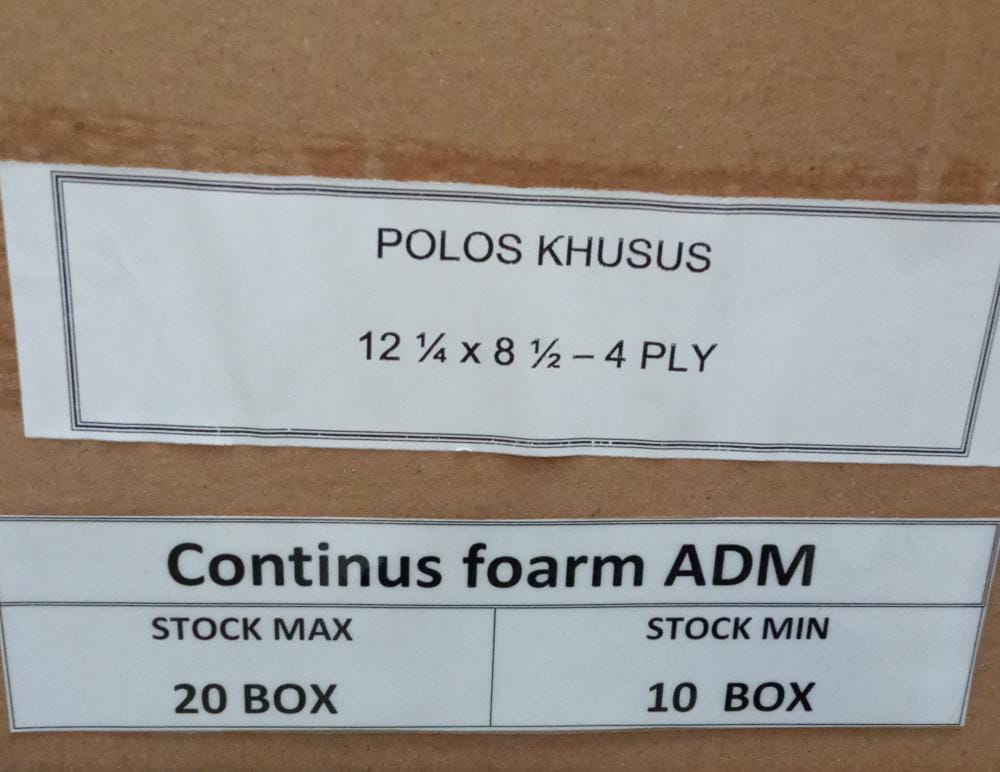 POLOS KHUSUS
12 ¼ x 8 ½ – 4 PLY
Continus foarm ADM
STOCK MAX
STOCK MIN
20 BOX
10 BOX